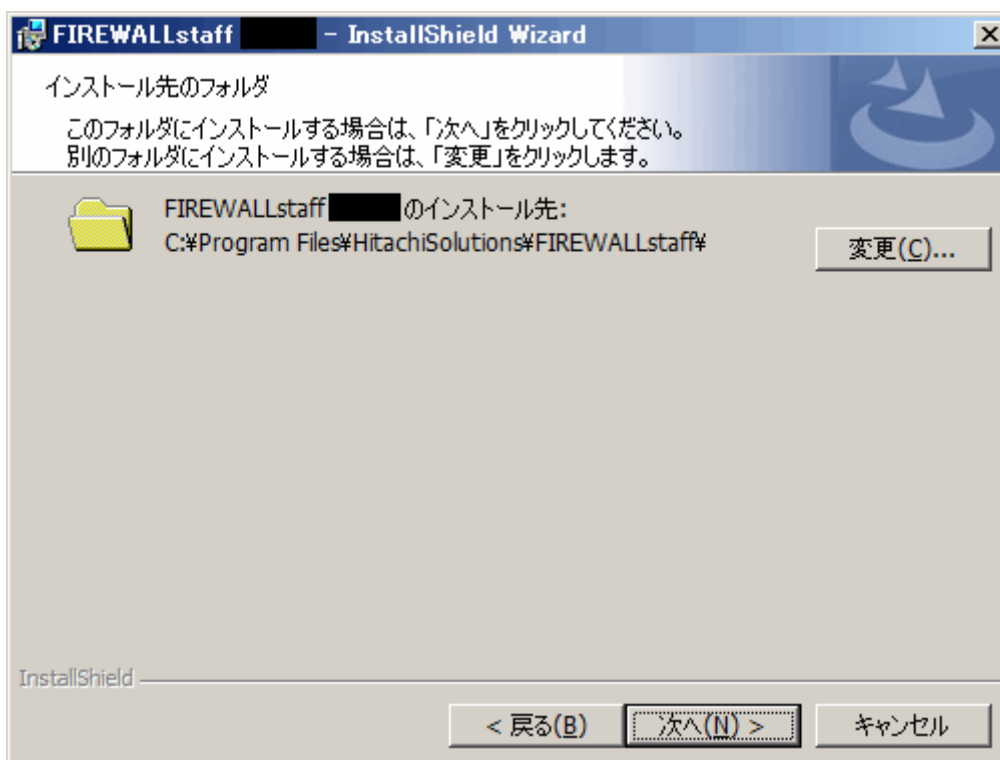 FIREWALLstaff - InstallShield Wizard
インストール先のフォルダ
このフォルダにインストールする場合は、「次へ」をクリックしてください。
別のフォルダにインストールする場合は、「変更」をクリックします。
FIREWALLstaff のインストール先:
C:¥Program Files¥HitachiSolutions¥FIREWALLstaff¥
変更(C)...
InstallShield
< 戻る(B)
次へ(N) >
キャンセル